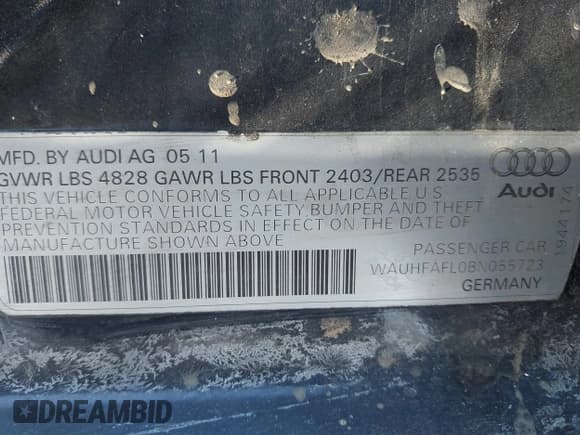 MFD. BY AUDI AG 05 11
GVWR LBS 4828 GAWR LBS FRONT 2403/REAR 2535
THIS VEHICLE CONFORMS TO ALL APPLICABLE U S
FEDERAL MOTOR VEHICLE SAFETY BUMPER AND THEFT
PREVENTION STANDARDS IN EFFECT ON THE DATE OF
MANUFACTURE SHOWN ABOVE
Audi
PASSENGER CAR
WAUHFAFL0BN055723
GERMANY
1944174
DREAMBID